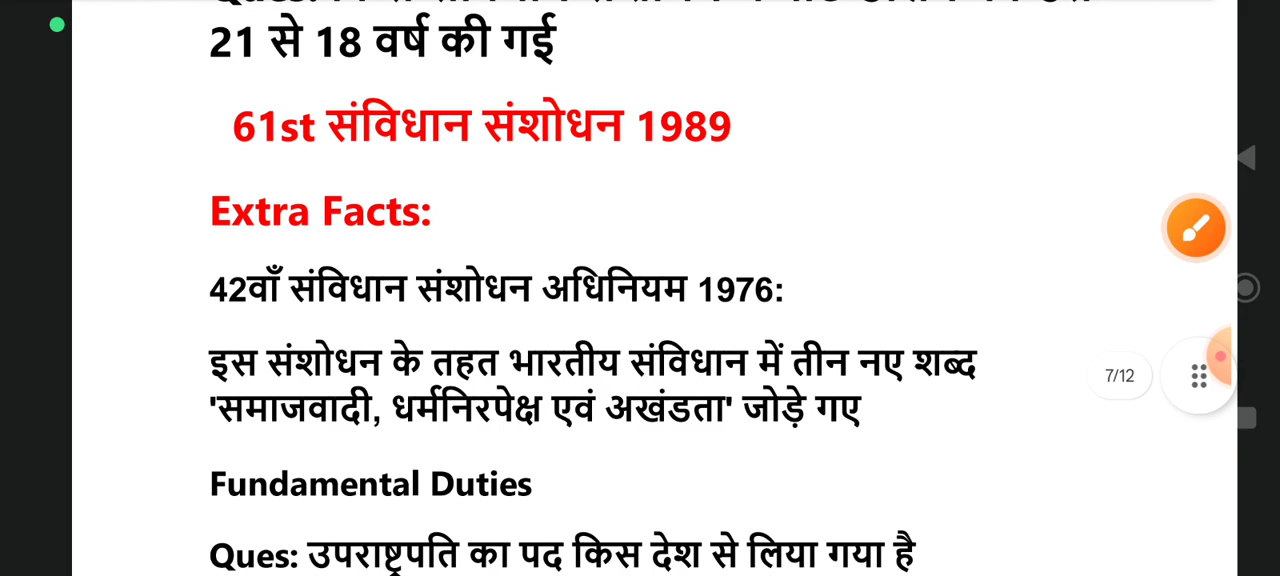 21 से 18 वर्ष की गई
61st संविधान संशोधन 1989
Extra Facts:
42वाँ संविधान संशोधन अधिनियम 1976:
इस संशोधन के तहत भारतीय संविधान में तीन नए शब्द
'समाजवादी, धर्मनिरपेक्ष एवं अखंडता' जोड़े गए
7/12
Fundamental Duties
Ques: उपराष्ट्रपति का पद किस देश से लिया गया है